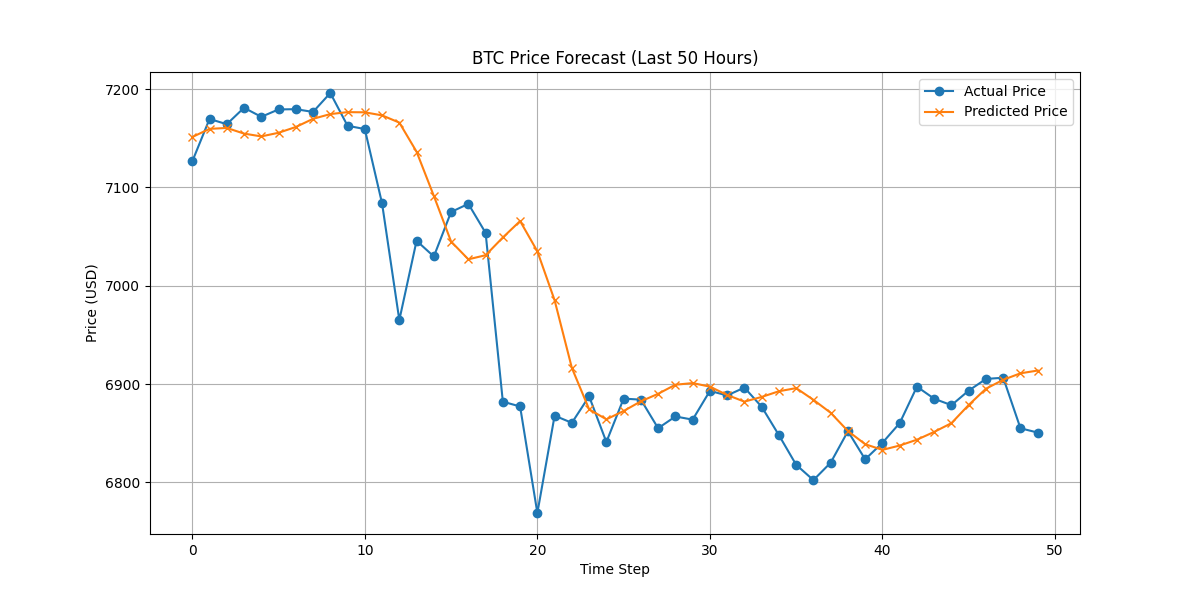 BTC Price Forecast (Last 50 Hours)
Actual Price
Predicted Price
Price (USD)
7200
7100
7000
6900
6800
0 10 20 30 40 50
Time Step